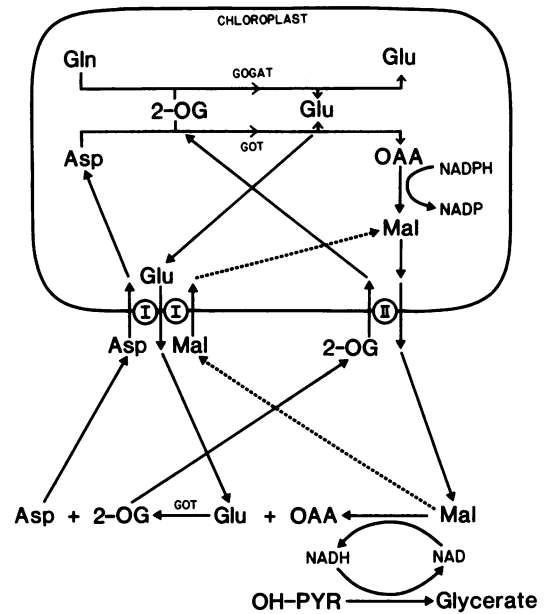 CHLOROPLAST
Gln Glu
GOGAT
2-OG Glu
GOT
Asp OAA
NADPH
NADP
Mal
Glu
I I II
Asp Mal 2-OG
Asp + 2-OG GOT Glu + OAA Mal
NADH NAD
OH-PYR Glycerate